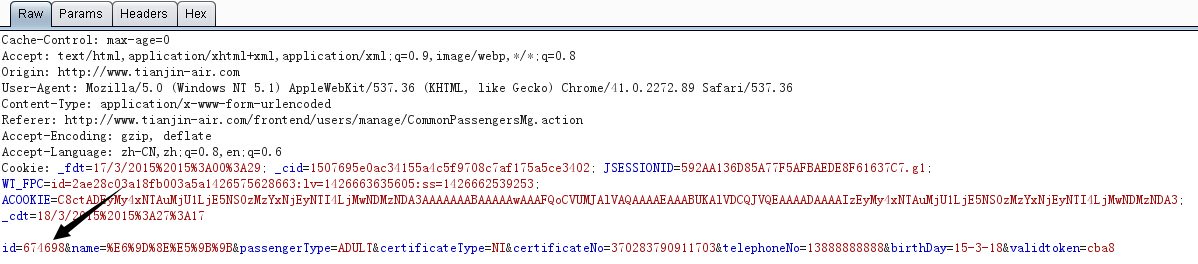 Raw Params Headers Hex
Cache-Control: max-age=0
Accept: text/html,application/xhtml+xml,application/xml;q=0.9,image/webp,*/*;q=0.8
Origin: http://www.tianjin-air.com
User-Agent: Mozilla/5.0 (Windows NT 5.1) AppleWebKit/537.36 (KHTML, like Gecko) Chrome/41.0.2272.89 Safari/537.36
Content-Type: application/x-www-form-urlencoded
Referer: http://www.tianjin-air.com/frontend/users/manage/CommonPassengersMg.action
Accept-Encoding: gzip, deflate
Accept-Language: zh-CN,zh;q=0.8,en;q=0.6
Cookie: _fdt=17/3/2015%2015%3A00%3A29; _cid=1507695e0ac34155a4c5f9708c7af175a5ce3402; JSESSIONID=592AA136D85A77F5AFBAEDE8F61637C7.g1;
WT_FPC=id=2ae28c03a18fb003a5a1426575628663:lv=1426663635605:ss=1426662539253;
_cdt=18/3/2015%2015%3A27%3A17
id=674698&name=%E6%9D%8E%E5%9B%9B&passengerType=ADULT&certificateType=NI&certificateNo=370283790911703&telephoneNo=13888888888&birthDay=15-3-18&validtoken=cba8